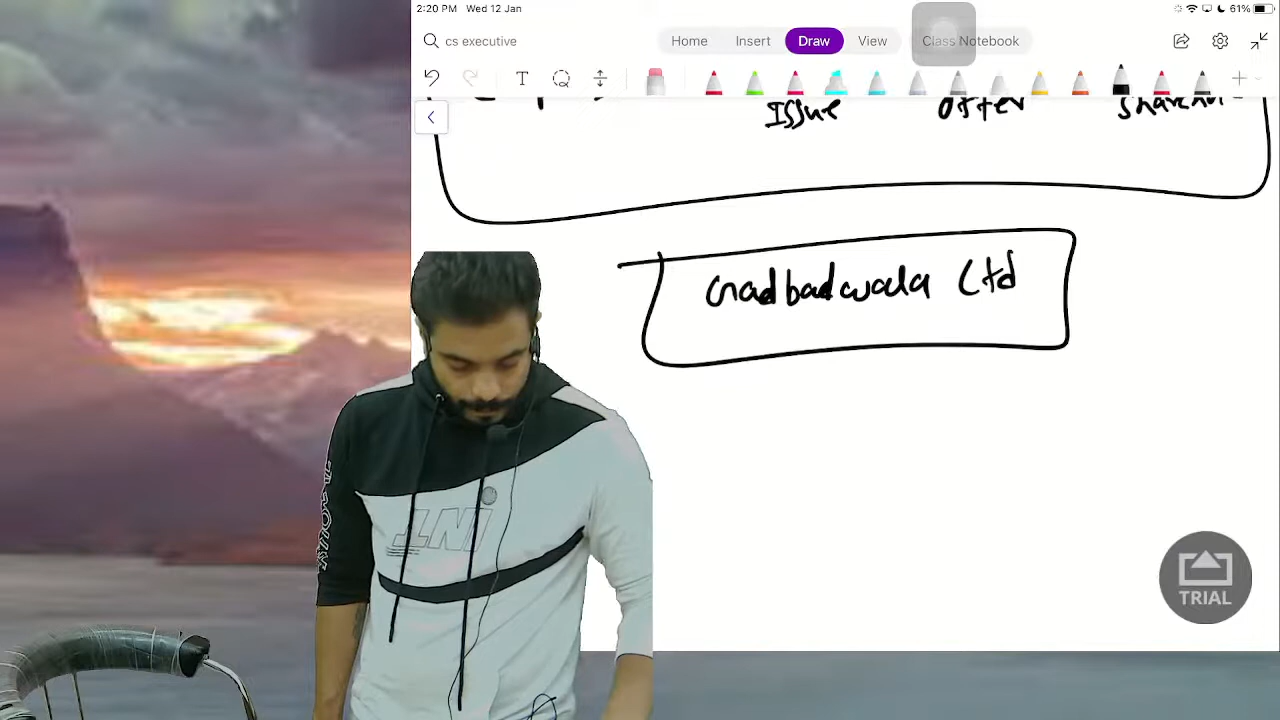 2:20 PM Wed 12 Jan
61%
cs executive
Home Insert Draw View Class Notebook
T
Issue offer
Gadbadwala Ltd
TRIAL